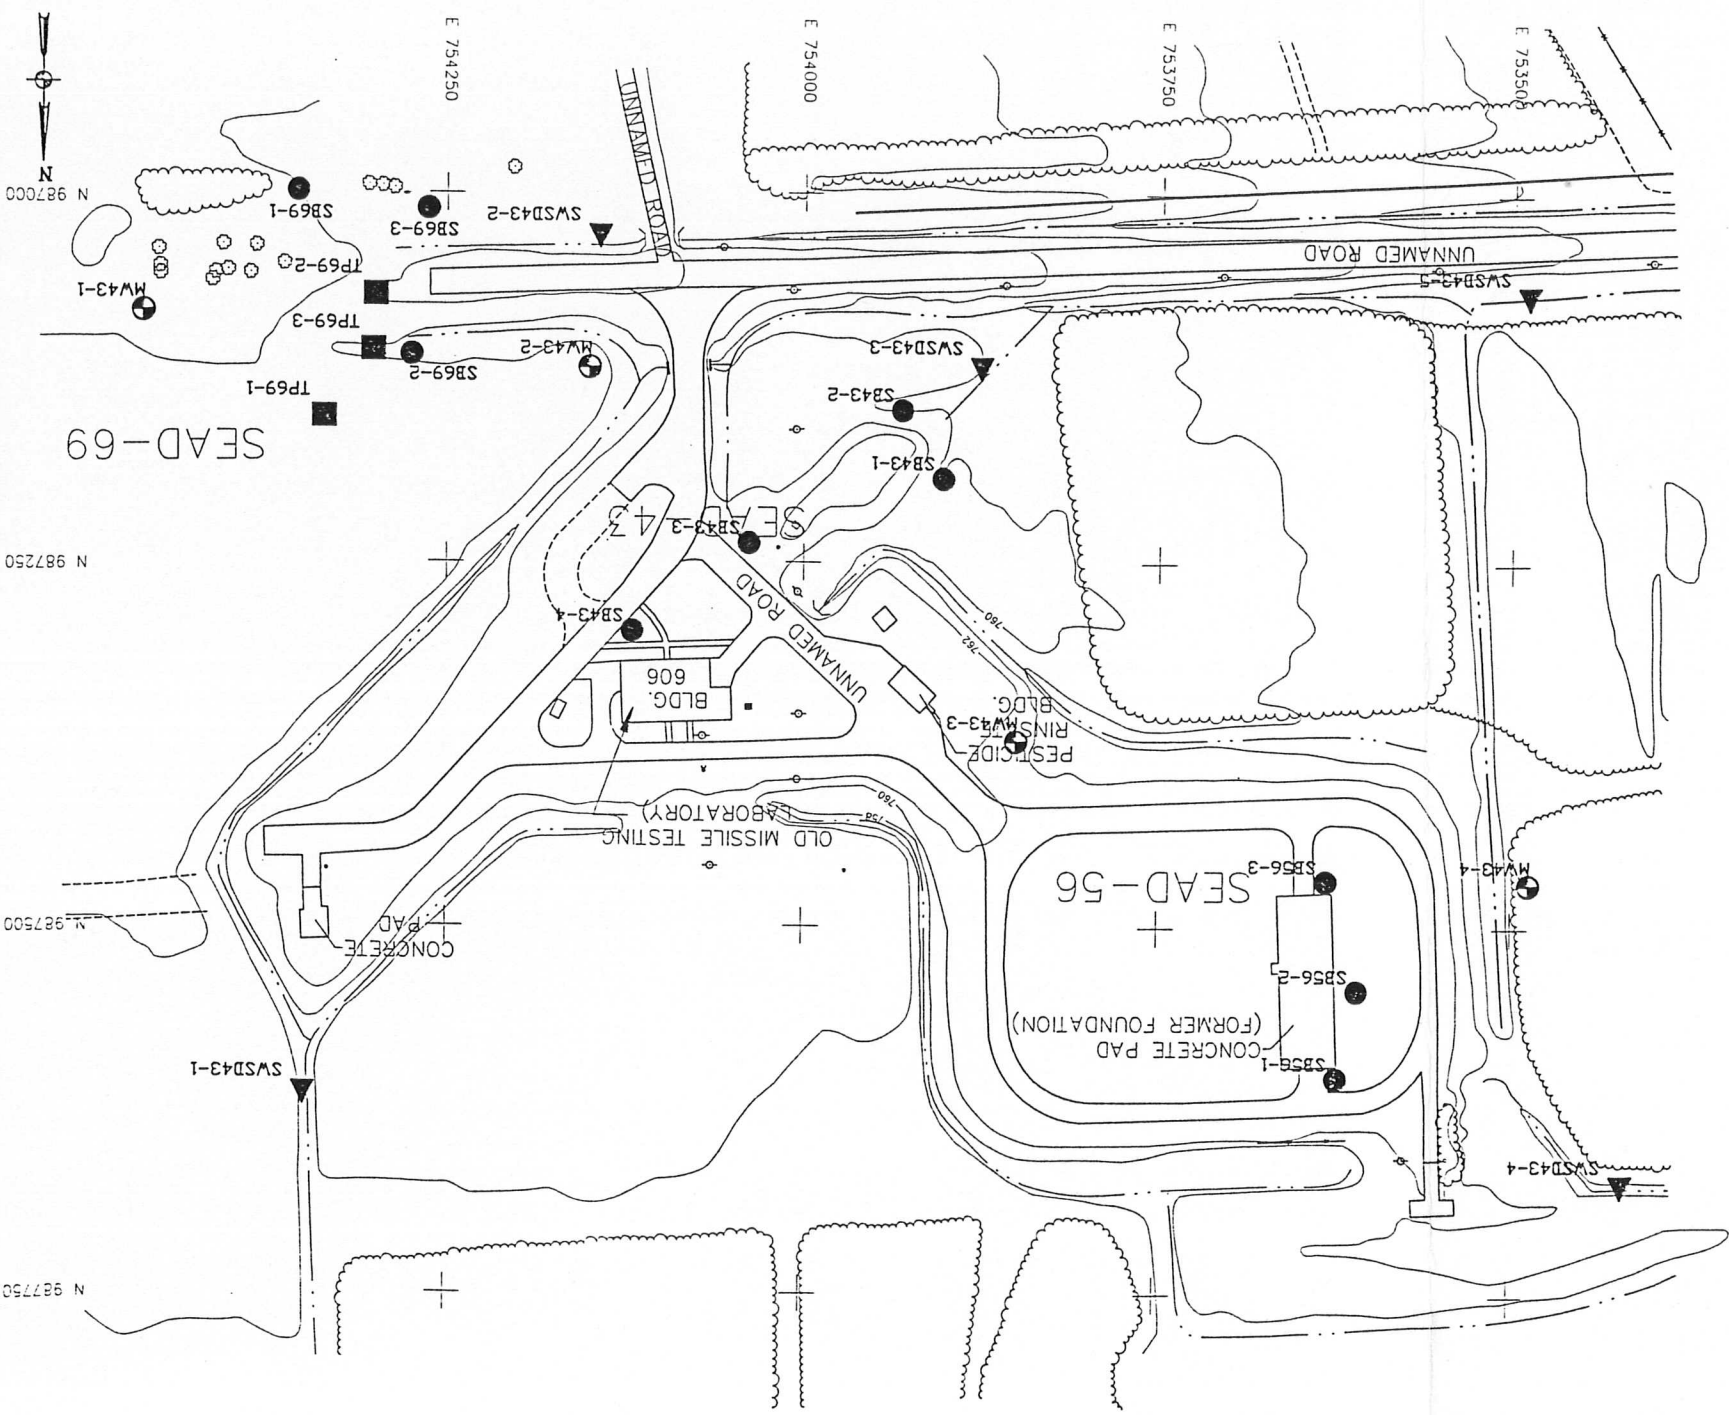 E 754250
E 754000
E 753750
E 753500
N
N 987000
UNNAMED ROAD
SB69-1
SB69-3
SWSD43-2
TP69-2
MW43-1
UNNAMED ROAD
SWSD43-5
TP69-3
MW43-2
SWSD43-3
SB69-2
TP69-1
SB43-2
SEAD-69
SB43-1
SEAD-43
SB43-3
N 987250
UNNAMED ROAD
SB43-4
760
762
BLDG.
606
UNNAMED ROAD
PESTICIDE
RINSATE
BLDG.
MW43-3
OLD MISSILE TESTING
LABORATORY)
760
758
SB56-3
MW43-4
SEAD-56
N 987500
CONCRETE
PAD
SB56-2
CONCRETE PAD
(FORMER FOUNDATION)
SB56-1
SWSD43-1
SWSD43-4
N 987750